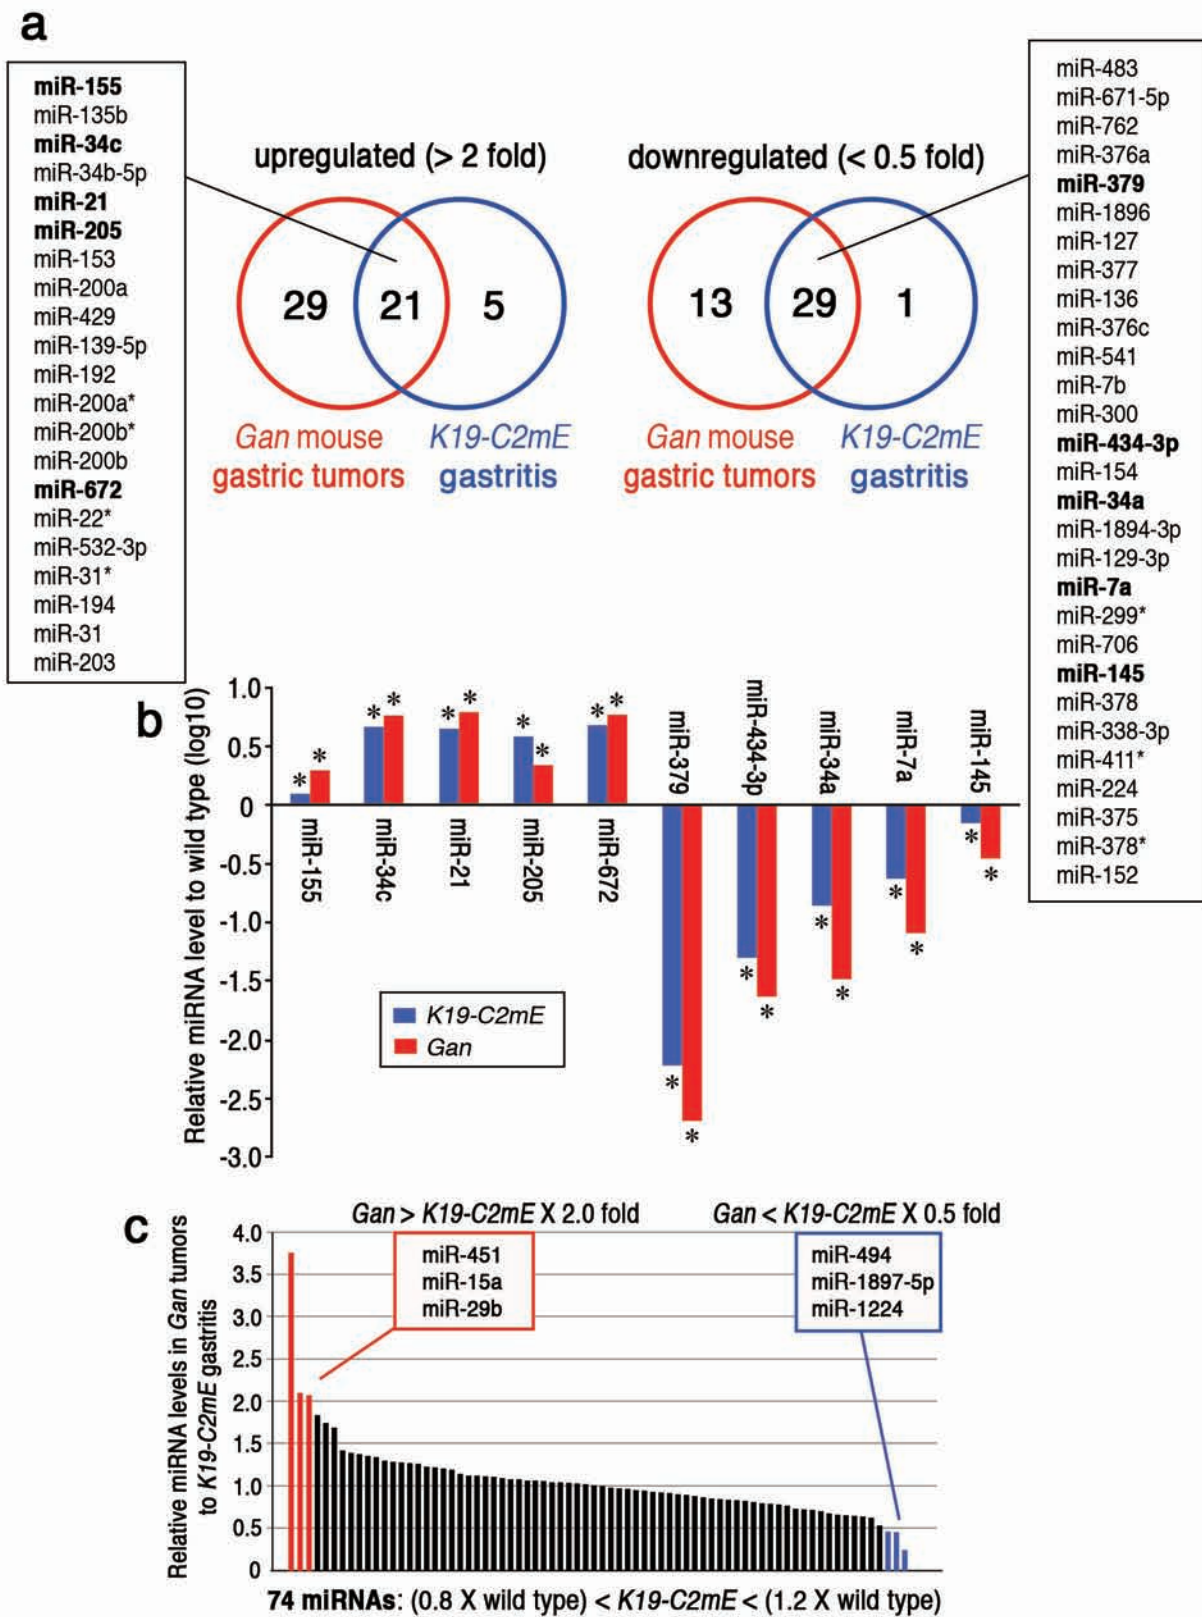 a
miR-155
miR-135b
miR-34c
miR-34b-5p
miR-21
miR-205
miR-153
miR-200a
miR-429
miR-139-5p
miR-192
miR-200a*
miR-200b*
miR-200b
miR-672
miR-22*
miR-532-3p
miR-31*
miR-194
miR-31
miR-203
upregulated (> 2 fold)
29 21 5
Gan mouse
gastric tumors
K19-C2mE
gastritis
downregulated (< 0.5 fold)
13 29 1
Gan mouse
gastric tumors
K19-C2mE
gastritis
miR-483
miR-671-5p
miR-762
miR-376a
miR-379
miR-1896
miR-127
miR-377
miR-136
miR-376c
miR-541
miR-7b
miR-300
miR-434-3p
miR-154
miR-34a
miR-1894-3p
miR-129-3p
miR-7a
miR-299*
miR-706
miR-145
miR-378
miR-338-3p
miR-411*
miR-224
miR-375
miR-378*
miR-152
b
Relative miRNA level to wild type (log10)
1.0
0.5
0
-0.5
-1.0
-1.5
-2.0
-2.5
-3.0
* * * * * * * * * *
miR-155
miR-34c
miR-21
miR-205
miR-672
miR-379
miR-434-3p
miR-34a
miR-7a
miR-145
* * * * * * * * * *
K19-C2mE
Gan
c
Relative miRNA levels in Gan tumors
to K19-C2mE gastritis
Gan > K19-C2mE X 2.0 fold
Gan < K19-C2mE X 0.5 fold
4.0
3.5
3.0
2.5
2.0
1.5
1.0
0.5
0
miR-451
miR-15a
miR-29b
miR-494
miR-1897-5p
miR-1224
74 miRNAs: (0.8 X wild type) < K19-C2mE < (1.2 X wild type)